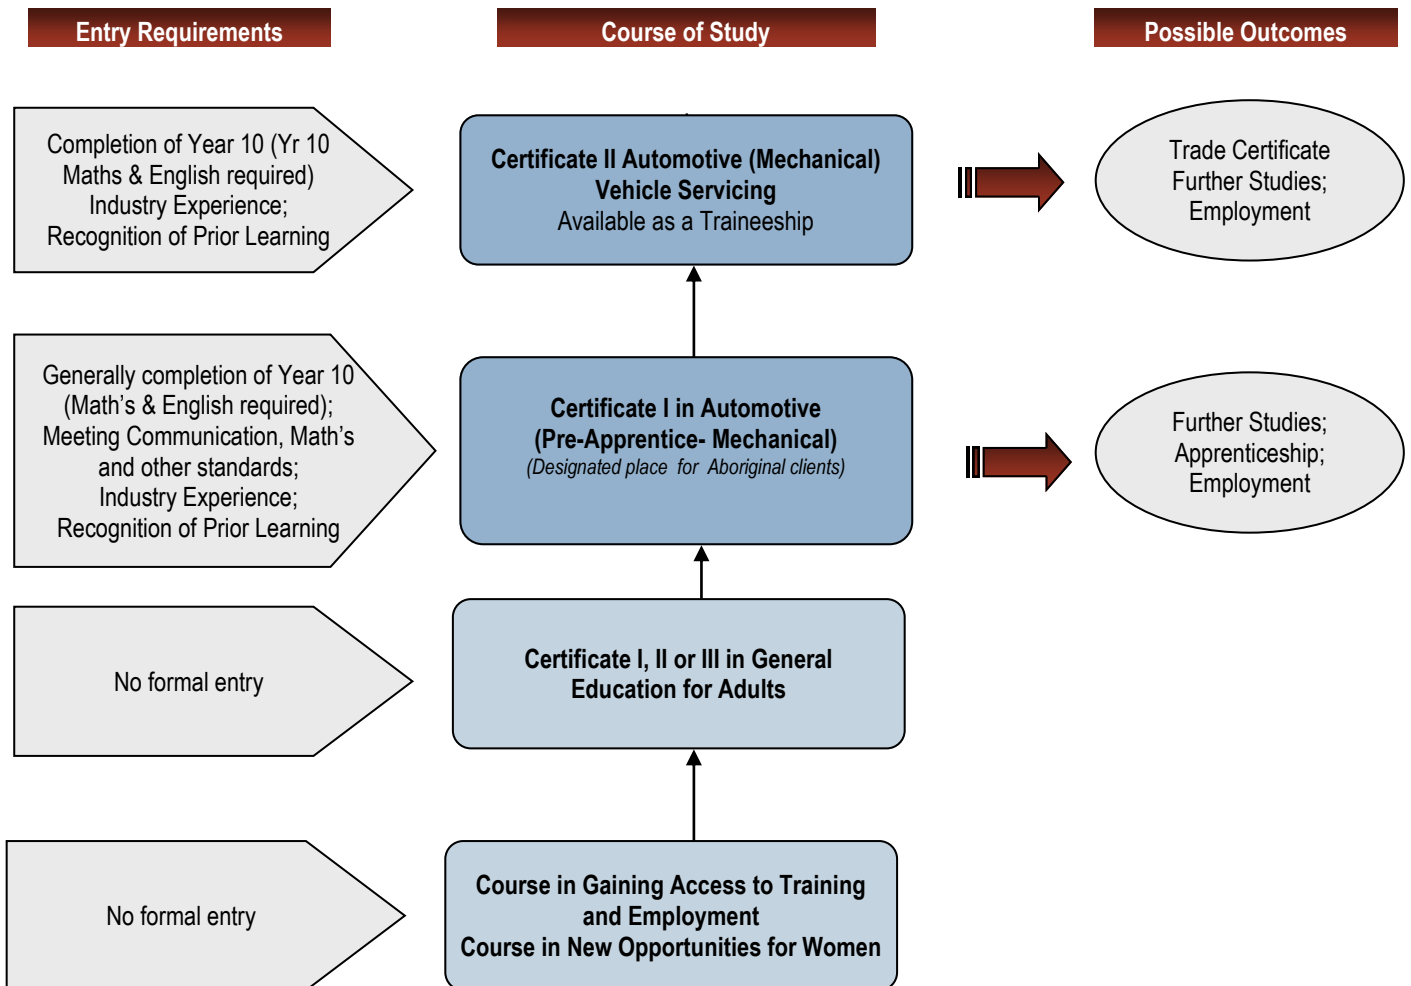 Entry Requirements
Course of Study
Possible Outcomes
Completion of Year 10 (Yr 10
Maths & English required)
Industry Experience;
Recognition of Prior Learning
Certificate II Automotive (Mechanical)
Vehicle Servicing
Available as a Traineeship
Trade Certificate
Further Studies;
Employment
Generally completion of Year 10
(Math's & English required);
Meeting Communication, Math's
and other standards;
Industry Experience;
Recognition of Prior Learning
Certificate I in Automotive
(Pre-Apprentice- Mechanical)
(Designated place for Aboriginal clients)
Further Studies;
Apprenticeship;
Employment
No formal entry
Certificate I, II or III in General
Education for Adults
No formal entry
Course in Gaining Access to Training
and Employment
Course in New Opportunities for Women